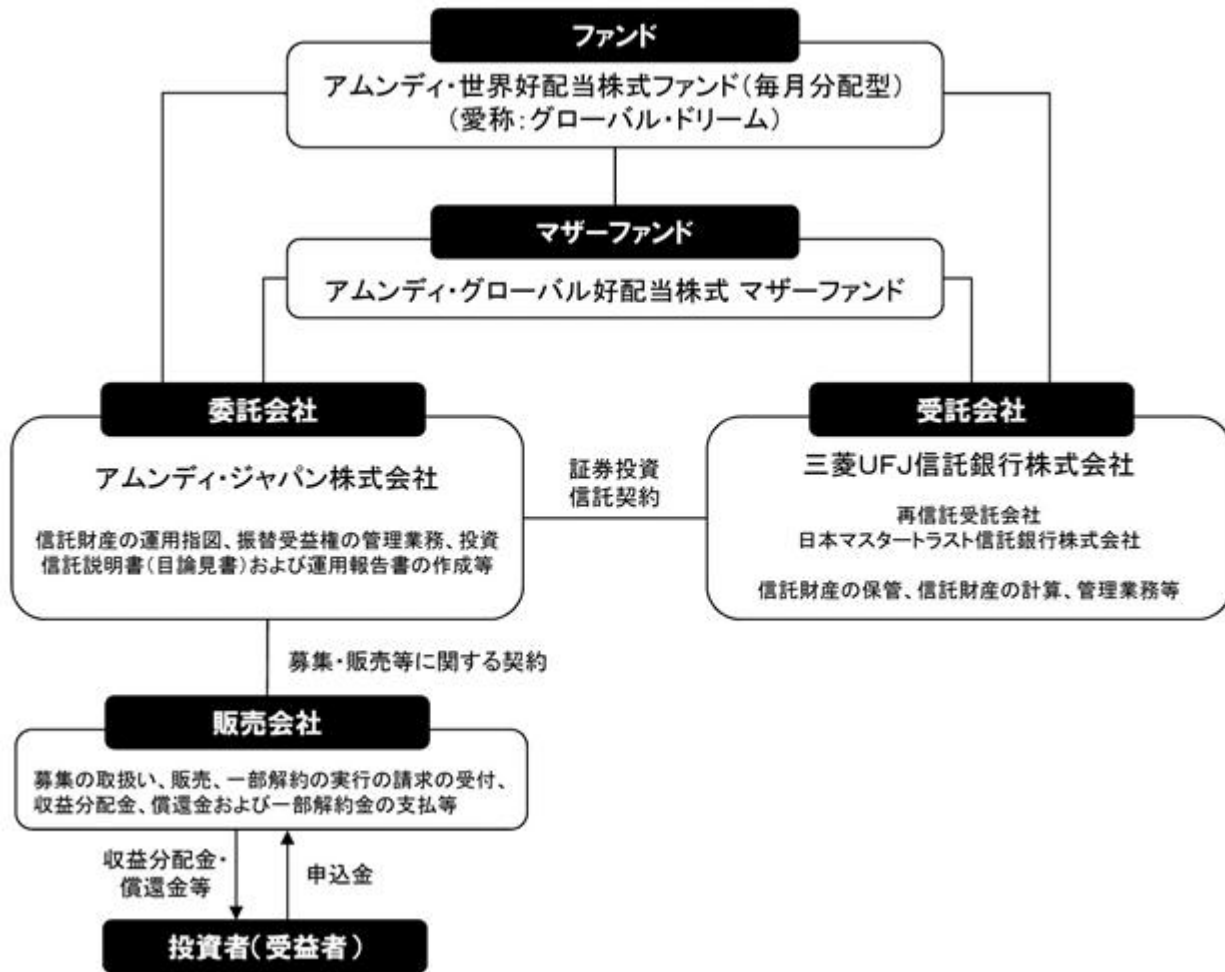 ファンド
アムンディ・世界好配当株式ファンド(毎月分配型)
(愛称:グローバル・ドリーム)
マザーファンド
アムンディ・グローバル好配当株式 マザーファンド
委託会社
アムンディ・ジャパン株式会社
信託財産の運用指図、振替受益権の管理業務、投資
信託説明書(目論見書)および運用報告書の作成等
証券投資
信託契約
受託会社
三菱UFJ信託銀行株式会社
再信託受託会社
日本マスタートラスト信託銀行株式会社
信託財産の保管、信託財産の計算、管理業務等
募集・販売等に関する契約
販売会社
募集の取扱い、販売、一部解約の実行の請求の受付、
収益分配金、償還金および一部解約金の支払等
収益分配金・
償還金等
申込金
投資者(受益者)